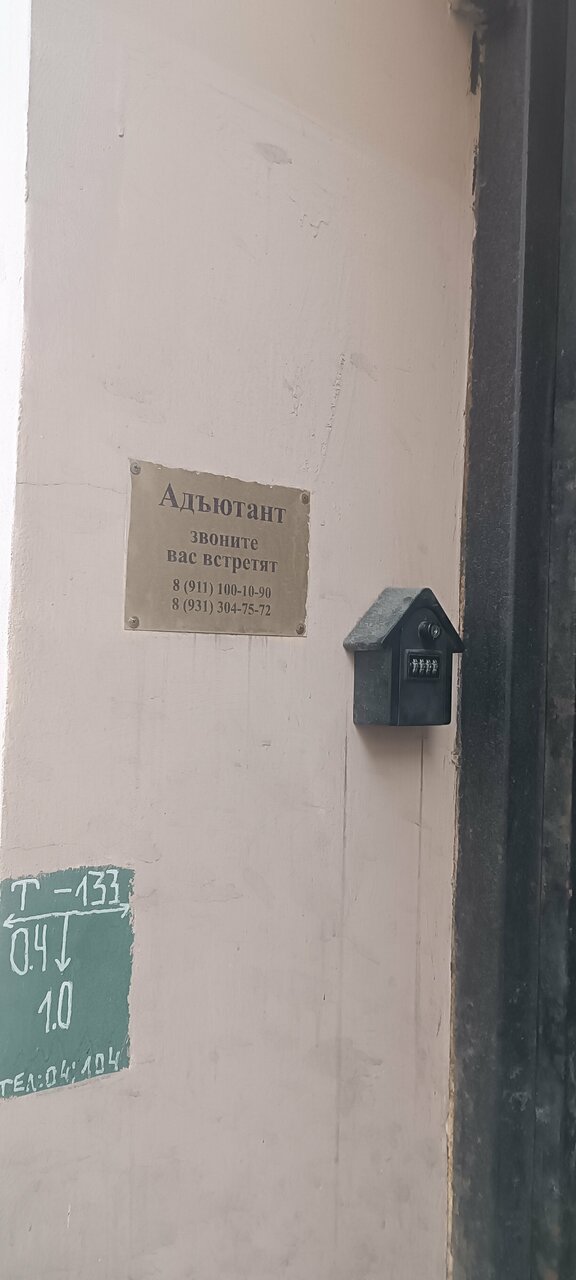 Адъютант
звоните
вас встретят
8 (911) 100-10-90
8 (931) 304-75-72
Т -133
0.4
1.0
ТЕЛ:04;104